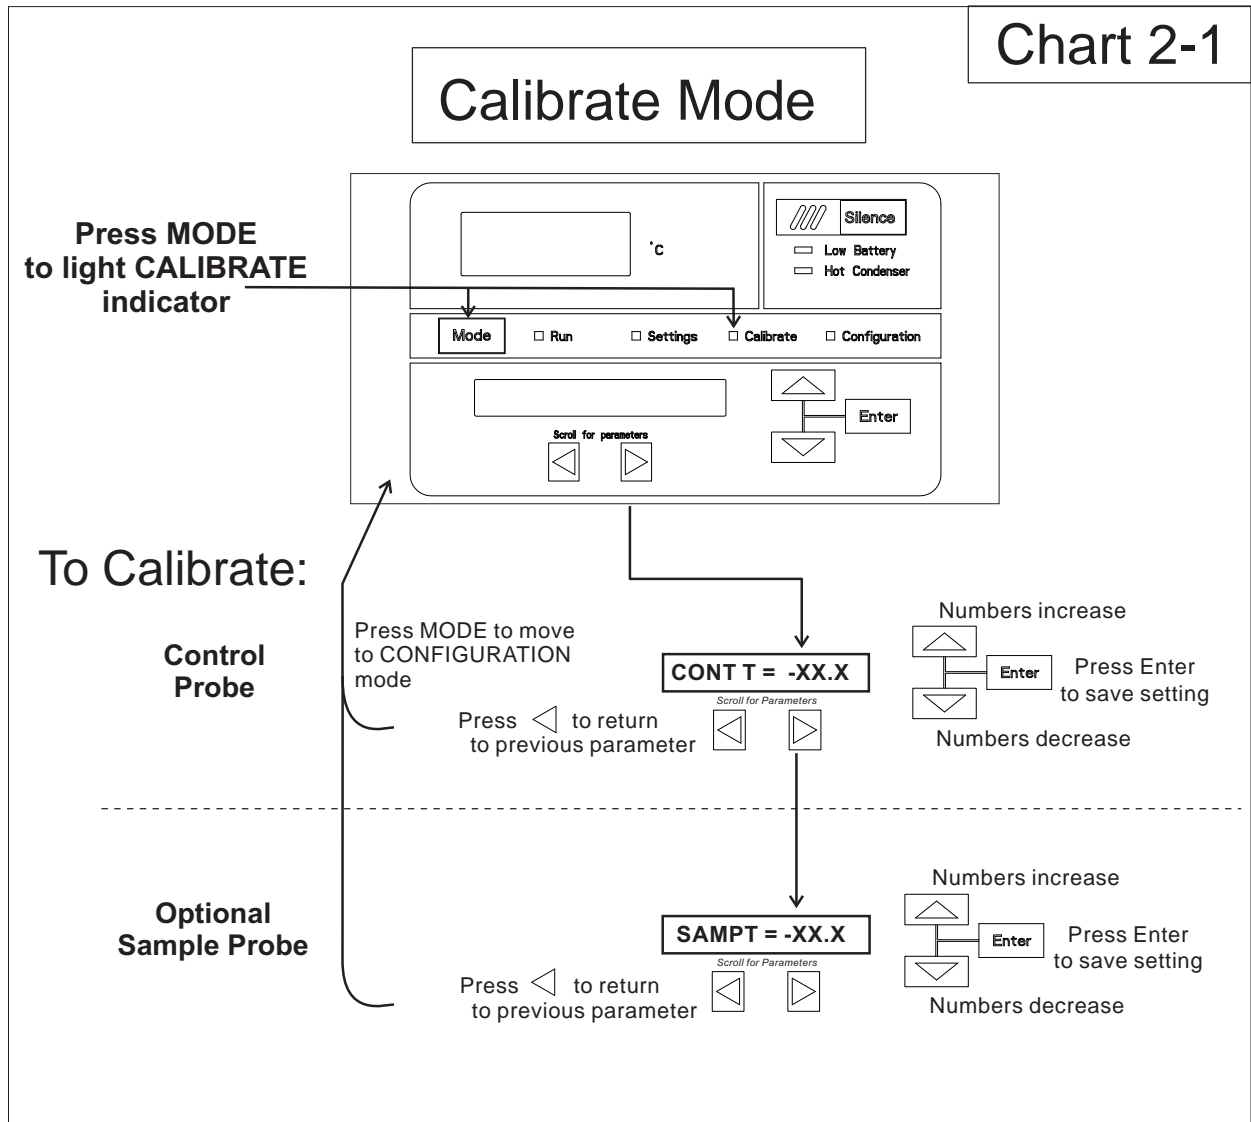 Chart 2-1
Calibrate Mode
Press MODE
to light CALIBRATE
indicator
°C
Silence
Low Battery
Hot Condenser
Mode
Run
Settings
Calibrate
Configuration
Scroll for parameters
Enter
To Calibrate:
Control
Probe
Press MODE to move
to CONFIGURATION
mode
CONT T = -XX.X
Scroll for Parameters
Press ◁ to return
to previous parameter
Numbers increase
Enter
Press Enter
to save setting
Numbers decrease
Optional
Sample Probe
SAMPT = -XX.X
Scroll for Parameters
Press ◁ to return
to previous parameter
Numbers increase
Enter
Press Enter
to save setting
Numbers decrease